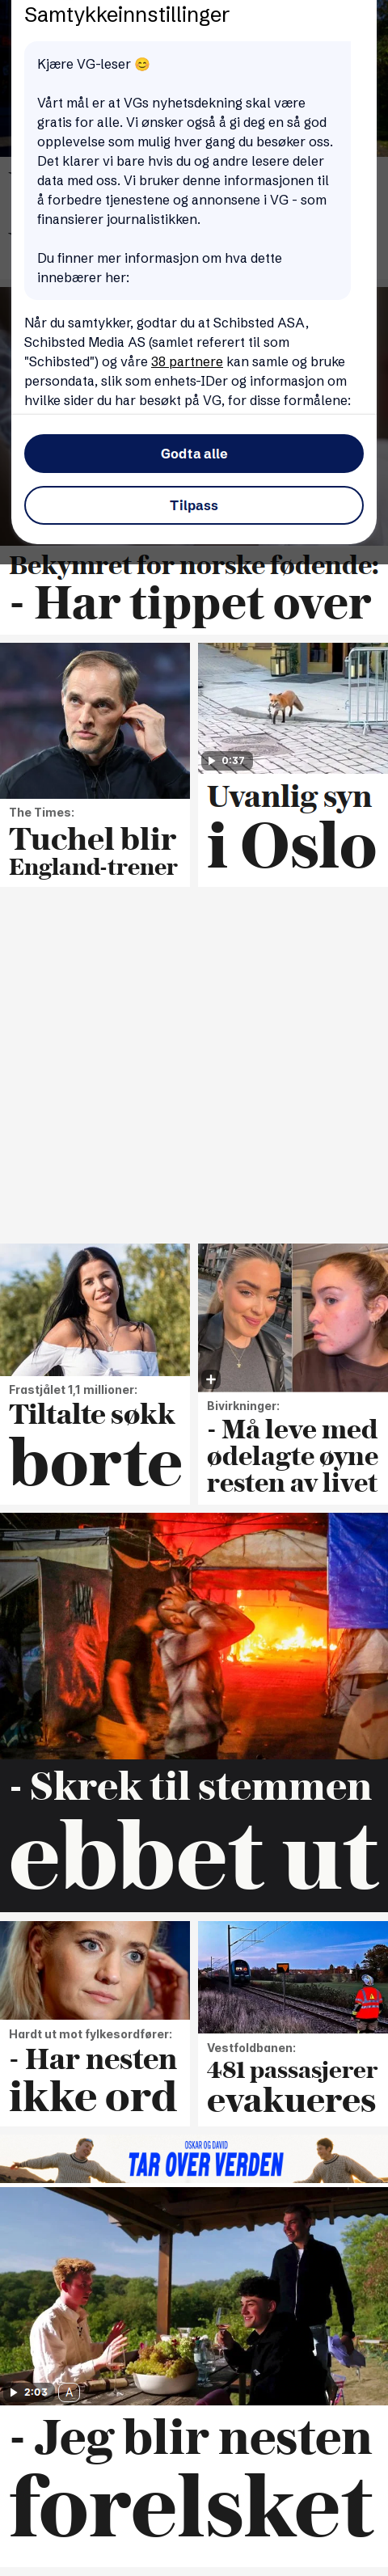 Samtykkeinnstillinger
Kjære VG-leser 😊
Vårt mål er at VGs nyhetsdekning skal være
gratis for alle. Vi ønsker også å gi deg en så god
opplevelse som mulig hver gang du besøker oss.
Det klarer vi bare hvis du og andre lesere deler
data med oss. Vi bruker denne informasjonen til
å forbedre tjenestene og annonsene i VG - som
finansierer journalistikken.
Du finner mer informasjon om hva dette
innebærer her:
Når du samtykker, godtar du at Schibsted ASA,
Schibsted Media AS (samlet referert til som
"Schibsted") og våre 38 partnere kan samle og bruke
persondata, slik som enhets-IDer og informasjon om
hvilke sider du har besøkt på VG, for disse formålene:
Godta alle
Tilpass
Bekymret for norske fødende:
- Har tippet over
The Times:
Tuchel blir
England-trener
0:37
Uvanlig syn
i Oslo
Frastjålet 1,1 millioner:
Tiltalte søkk
borte
Bivirkninger:
- Må leve med
ødelagte øyne
resten av livet
- Skrek til stemmen
ebbet ut
Hardt ut mot fylkesordfører:
- Har nesten
ikke ord
Vestfoldbanen:
481 passasjerer
evakueres
OSKAR OG DAVID
TAR OVER VERDEN
2:03 A
- Jeg blir nesten
forelsket